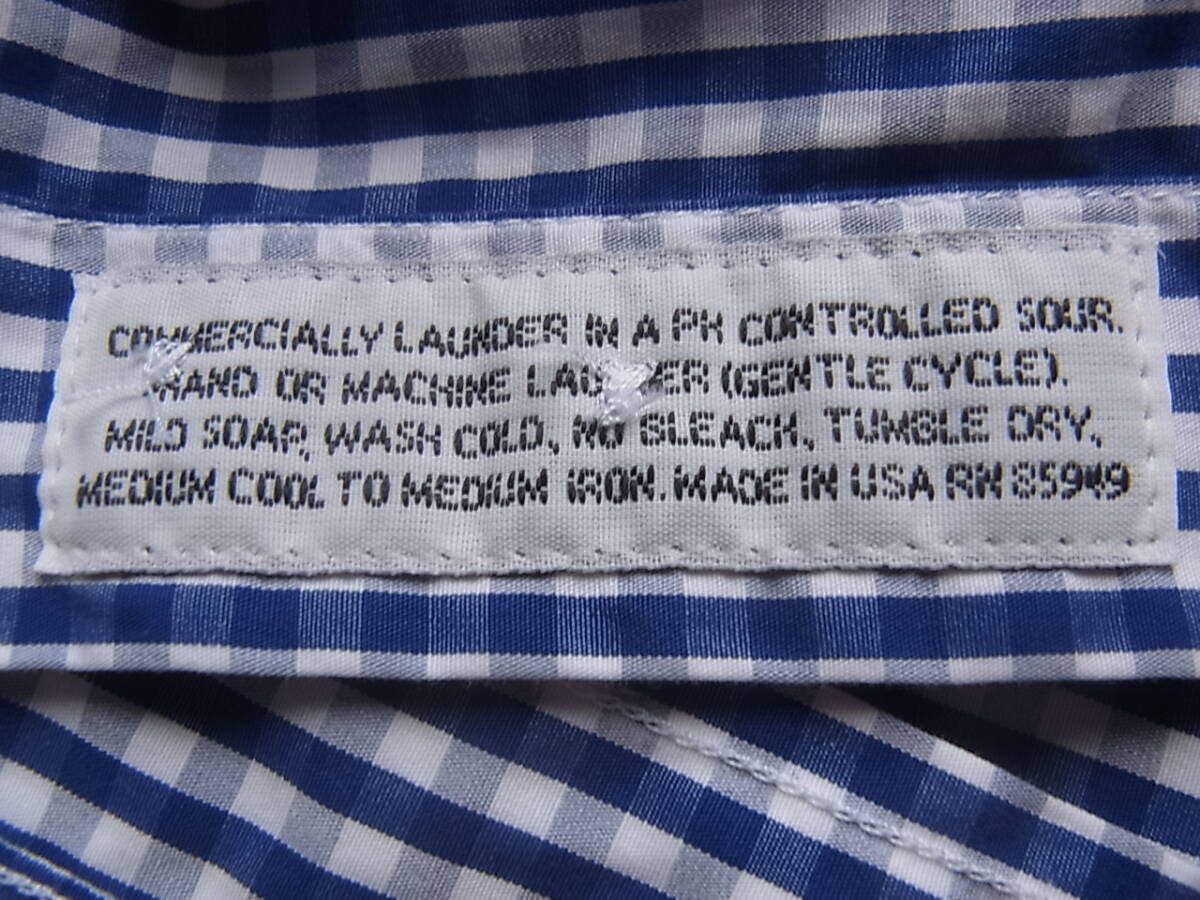 COMMERCIALLY LAUNDER IN A PH CONTROLLED SOUR.
HAND OR MACHINE LAUNDER (GENTLE CYCLE).
MILD SOAP, WASH COLD, NO BLEACH, TUMBLE DRY,
MEDIUM COOL TO MEDIUM IRON. MADE IN USA RN